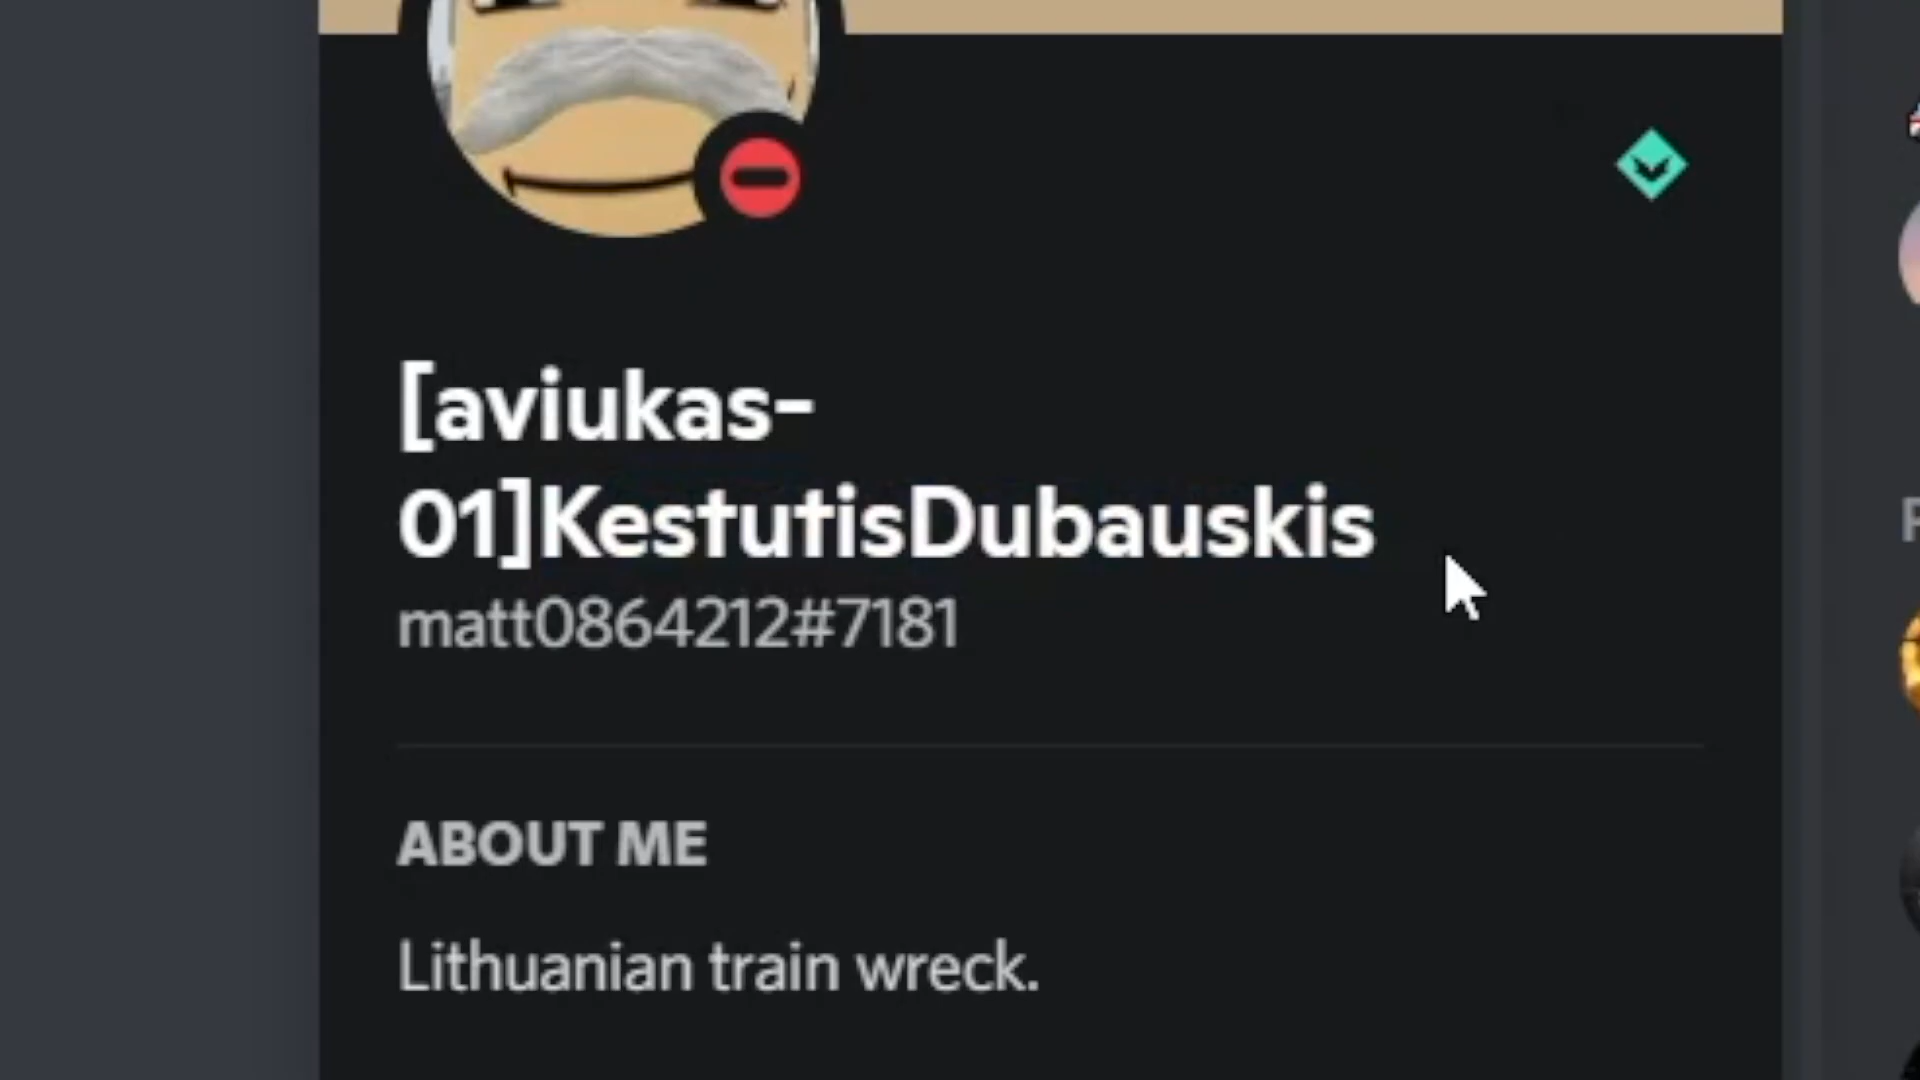 [aviukas-
01]KestutisDubauskis
matt0864212#7181
ABOUT ME
Lithuanian train wreck.